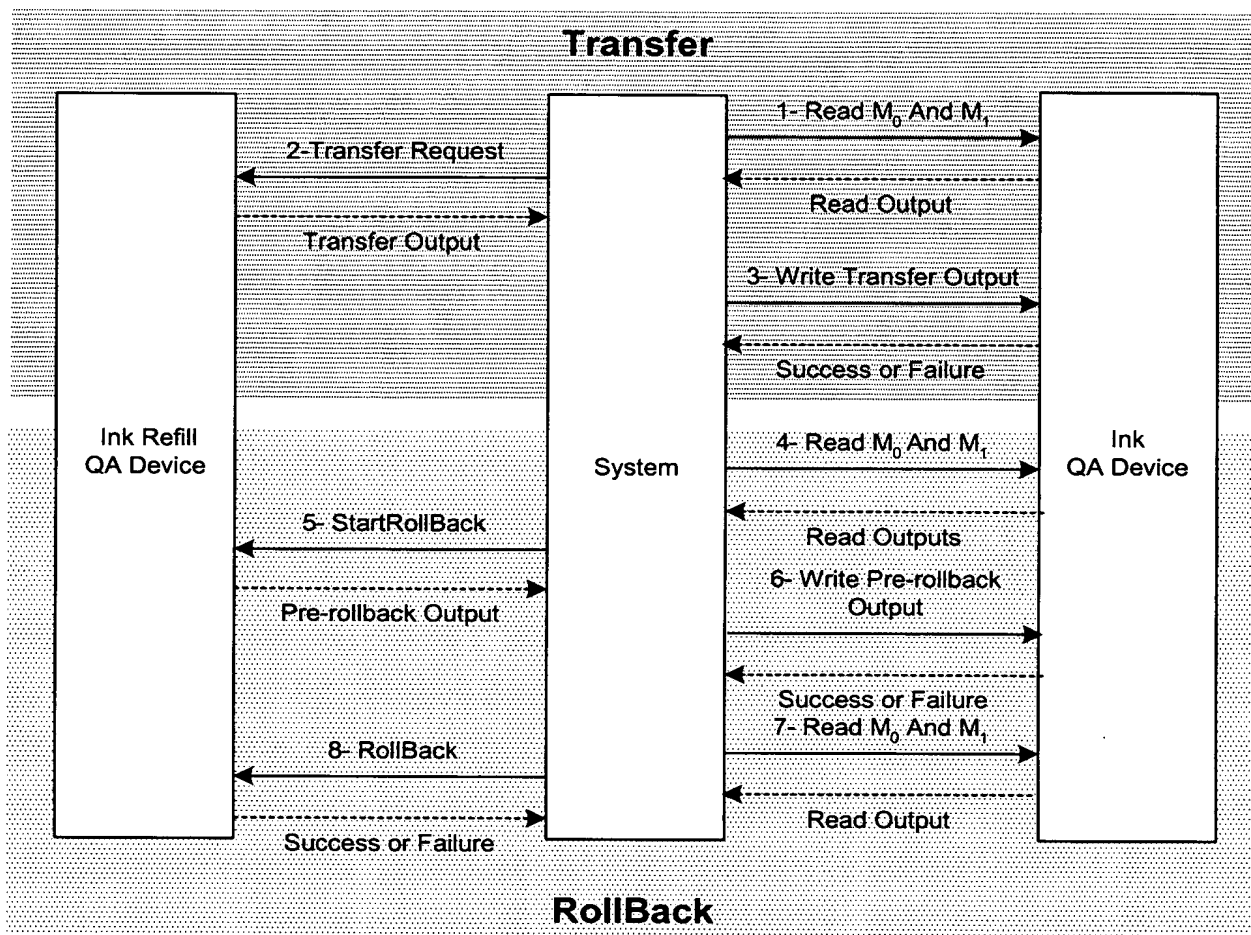 Transfer
1- Read M₀ And M₁
2-Transfer Request
Read Output
Transfer Output
3- Write Transfer Output
Success or Failure
Ink Refill
QA Device
System
4- Read M₀ And M₁
Ink
QA Device
5- StartRollBack
Read Outputs
6- Write Pre-rollback
Output
Pre-rollback Output
Success or Failure
7- Read M₀ And M₁
8- RollBack
Read Output
Success or Failure
RollBack